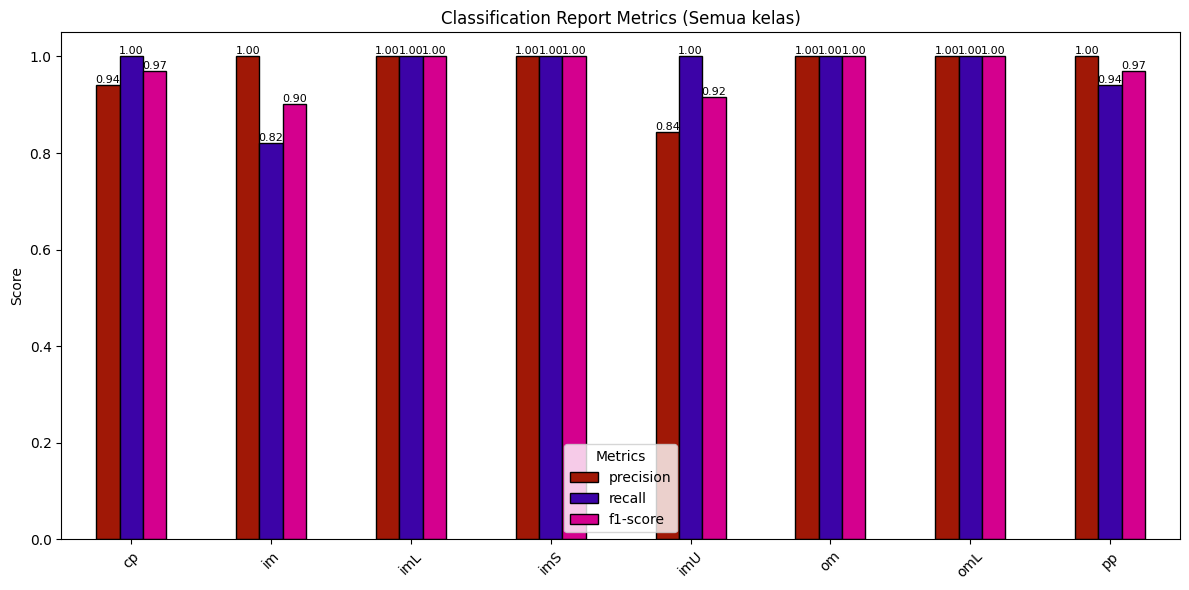 Classification Report Metrics (Semua kelas)
Score
1.0
0.8
0.6
0.4
0.2
0.0
0.94 1.00 0.97
1.00 0.82 0.90
1.00 1.00 1.00
1.00 1.00 1.00
0.84 1.00 0.92
1.00 1.00 1.00
1.00 1.00 1.00
1.00 0.94 0.97
Metrics
precision
recall
f1-score
cp im imL imS imU om omL pp